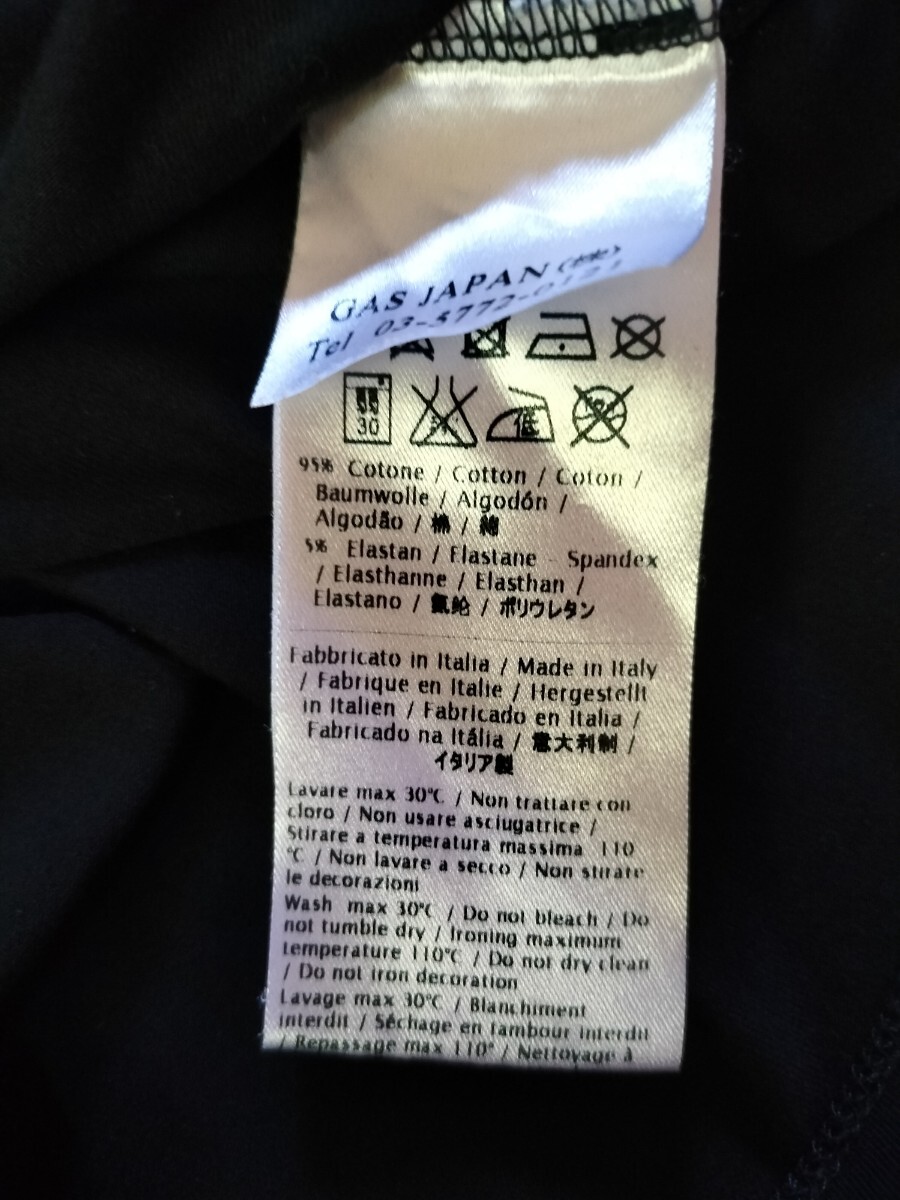 GAS JAPAN (株)
Tel 03-3772-0121
30
低
95% Cotone / Cotton / Coton /
Baumwolle / Algodón /
Algodão / 棉 / 綿
5% Elastan / Elastane - Spandex
/ Elasthanne / Elasthan /
Elastano / 氨纶 / ポリウレタン
Fabbricato in Italia / Made in Italy
/ Fabrique en Italie / Hergestellt
in Italien / Fabricado en Italia /
Fabricado na Itália / 意大利制 /
イタリア製
Lavare max 30°C / Non trattare con
cloro / Non usare asciugatrice /
Stirare a temperatura massima 110
°C / Non lavare a secco / Non stirare
le decorazioni
Wash max 30°C / Do not bleach / Do
not tumble dry / Ironing maximum
temperature 110°C / Do not dry clean
/ Do not iron decoration
Lavage max 30°C / Blanchiment
interdit / Séchage en tambour interdit
/ Repassage max 110° / Nettoyage à